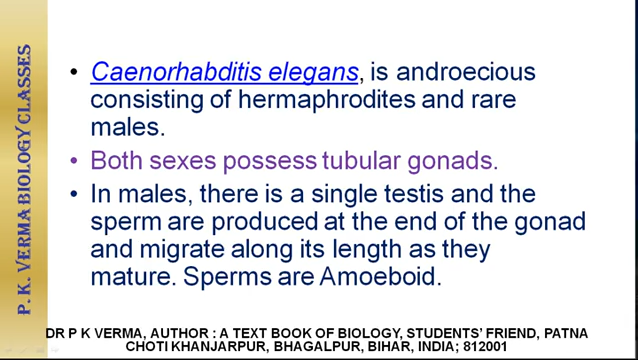 P. K. VERMA BIOLOGY CLASSES
• Caenorhabditis elegans, is androecious
consisting of hermaphrodites and rare
males.
• Both sexes possess tubular gonads.
• In males, there is a single testis and the
sperm are produced at the end of the gonad
and migrate along its length as they
mature. Sperms are Amoeboid.
DR P K VERMA, AUTHOR : A TEXT BOOK OF BIOLOGY, STUDENTS' FRIEND, PATNA
CHOTI KHANJARPUR, BHAGALPUR, BIHAR, INDIA; 812001